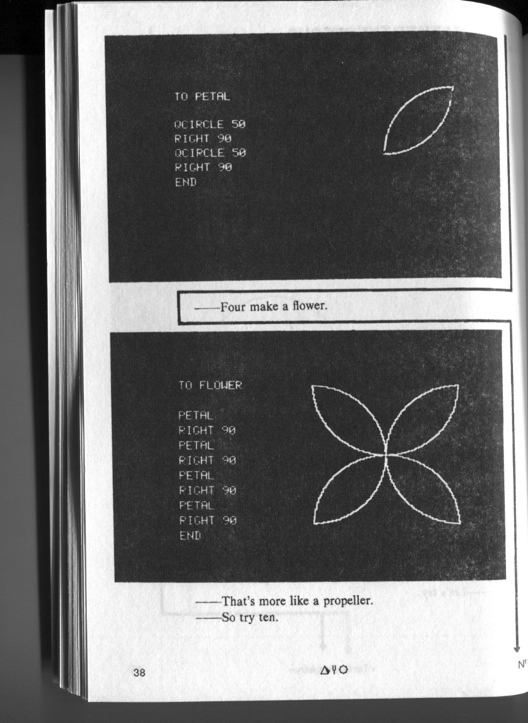 TO PETAL
QCIRCLE 50
RIGHT 90
QCIRCLE 50
RIGHT 90
END
——Four make a flower.
TO FLOWER
PETAL
RIGHT 90
PETAL
RIGHT 90
PETAL
RIGHT 90
PETAL
RIGHT 90
END
——That's more like a propeller.
——So try ten.
38